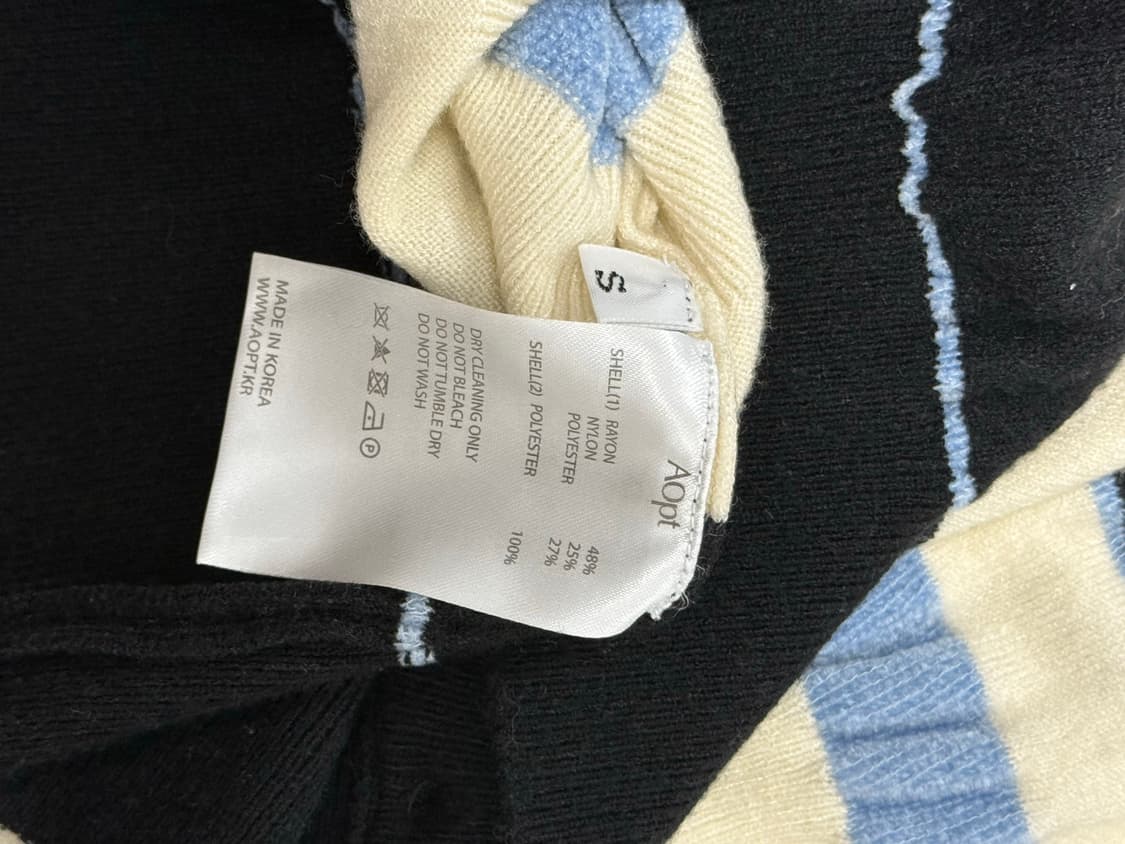 S
AOpt
SHELL(1) RAYON 48%
NYLON 25%
POLYESTER 27%
SHELL(2) POLYESTER 100%
DRY CLEANING ONLY
DO NOT BLEACH
DO NOT TUMBLE DRY
DO NOT WASH
P
MADE IN KOREA
WWW.AOPT.KR